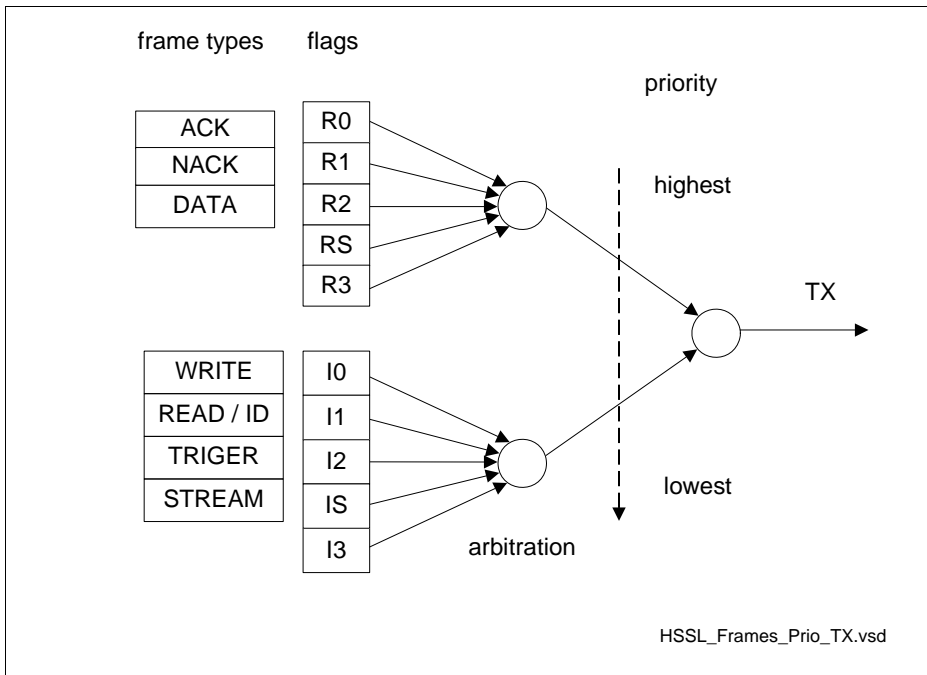 frame types
flags
priority
ACK
NACK
DATA
R0
R1
R2
RS
R3
highest
TX
WRITE
READ / ID
TRIGER
STREAM
I0
I1
I2
IS
I3
lowest
arbitration
HSSL_Frames_Prio_TX.vsd